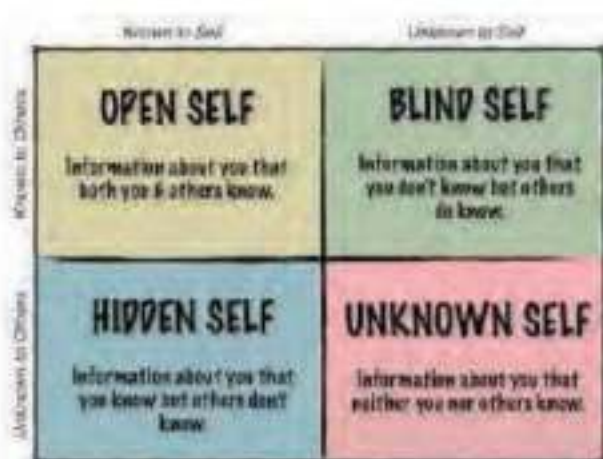 Known to Self
Unknown to Self
Known to Others
OPEN SELF
Information about you that
both you & others know.
BLIND SELF
Information about you that
you don't know but others
do know.
Unknown to Others
HIDDEN SELF
Information about you that
you know but others don't
know.
UNKNOWN SELF
Information about you that
neither you nor others know.